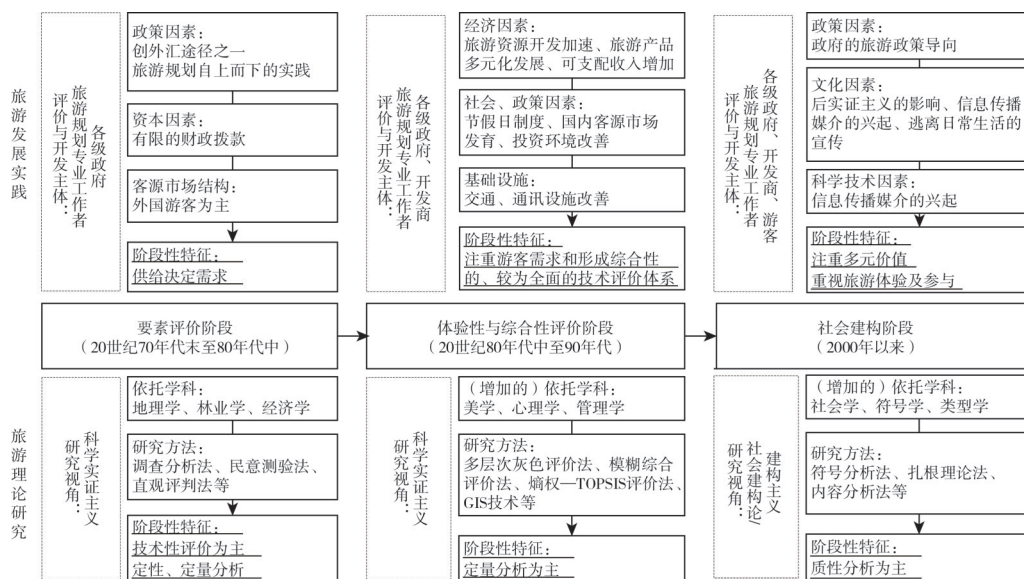 旅游发展实践
评价与开发主体：
旅游规划专业工作者
各级政府
政策因素：
创外汇途径之一
旅游规划自上而下的实践
资本因素：
有限的财政拨款
客源市场结构：
外国游客为主
阶段性特征：
供给决定需求
评价与开发主体：
旅游规划专业工作者
各级政府、开发商
经济因素：
旅游资源开发加速、旅游产品
多元化发展、可支配收入增加
社会、政策因素：
节假日制度、国内客源市场
发育、投资环境改善
基础设施：
交通、通讯设施改善
阶段性特征：
注重游客需求和形成综合性
的、较为全面的技术评价体系
评价与开发主体：
旅游规划专业工作者
各级政府、开发商、游客
政策因素：
政府的旅游政策导向
文化因素：
后实证主义的影响、信息传播
媒介的兴起、逃离日常生活的
宣传
科学技术因素：
信息传播媒介的兴起
阶段性特征：
注重多元价值
重视旅游体验及参与
要素评价阶段
（20世纪70年代末至80年代中）
体验性与综合性评价阶段
（20世纪80年代中至90年代）
社会建构阶段
（2000年以来）
旅游理论研究
研究视角：
科学实证主义
依托学科：
地理学、林业学、经济学
研究方法：
调查分析法、民意测验法、
直观评判法等
阶段性特征：
技术性评价为主
定性、定量分析
研究视角：
科学实证主义
（增加的）依托学科：
美学、心理学、管理学
研究方法：
多层次灰色评价法、模糊综合
评价法、熵权—TOPSIS评价法、
GIS技术等
阶段性特征：
定量分析为主
研究视角：
社会建构论/
建构主义
（增加的）依托学科：
社会学、符号学、类型学
研究方法：
符号分析法、扎根理论法、
内容分析法等
阶段性特征：
质性分析为主